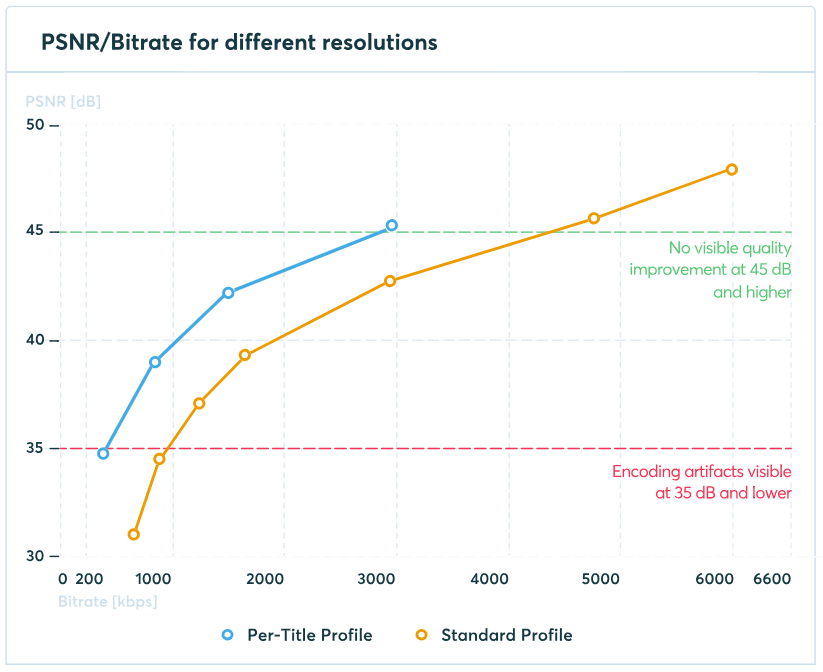 PSNR/Bitrate for different resolutions
PSNR [dB]
50
45
No visible quality
improvement at 45 dB
and higher
40
35
Encoding artifacts visible
at 35 dB and lower
30
0 200 1000 2000 3000 4000 5000 6000 6600
Bitrate [kbps]
Per-Title Profile Standard Profile